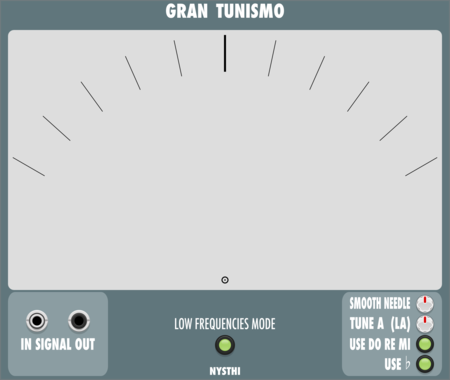 GRAN TUNISMO
SMOOTH NEEDLE
TUNE A (LA)
LOW FREQUENCIES MODE
IN SIGNAL OUT
USE DO RE MI
USE ♭
NYSTHI